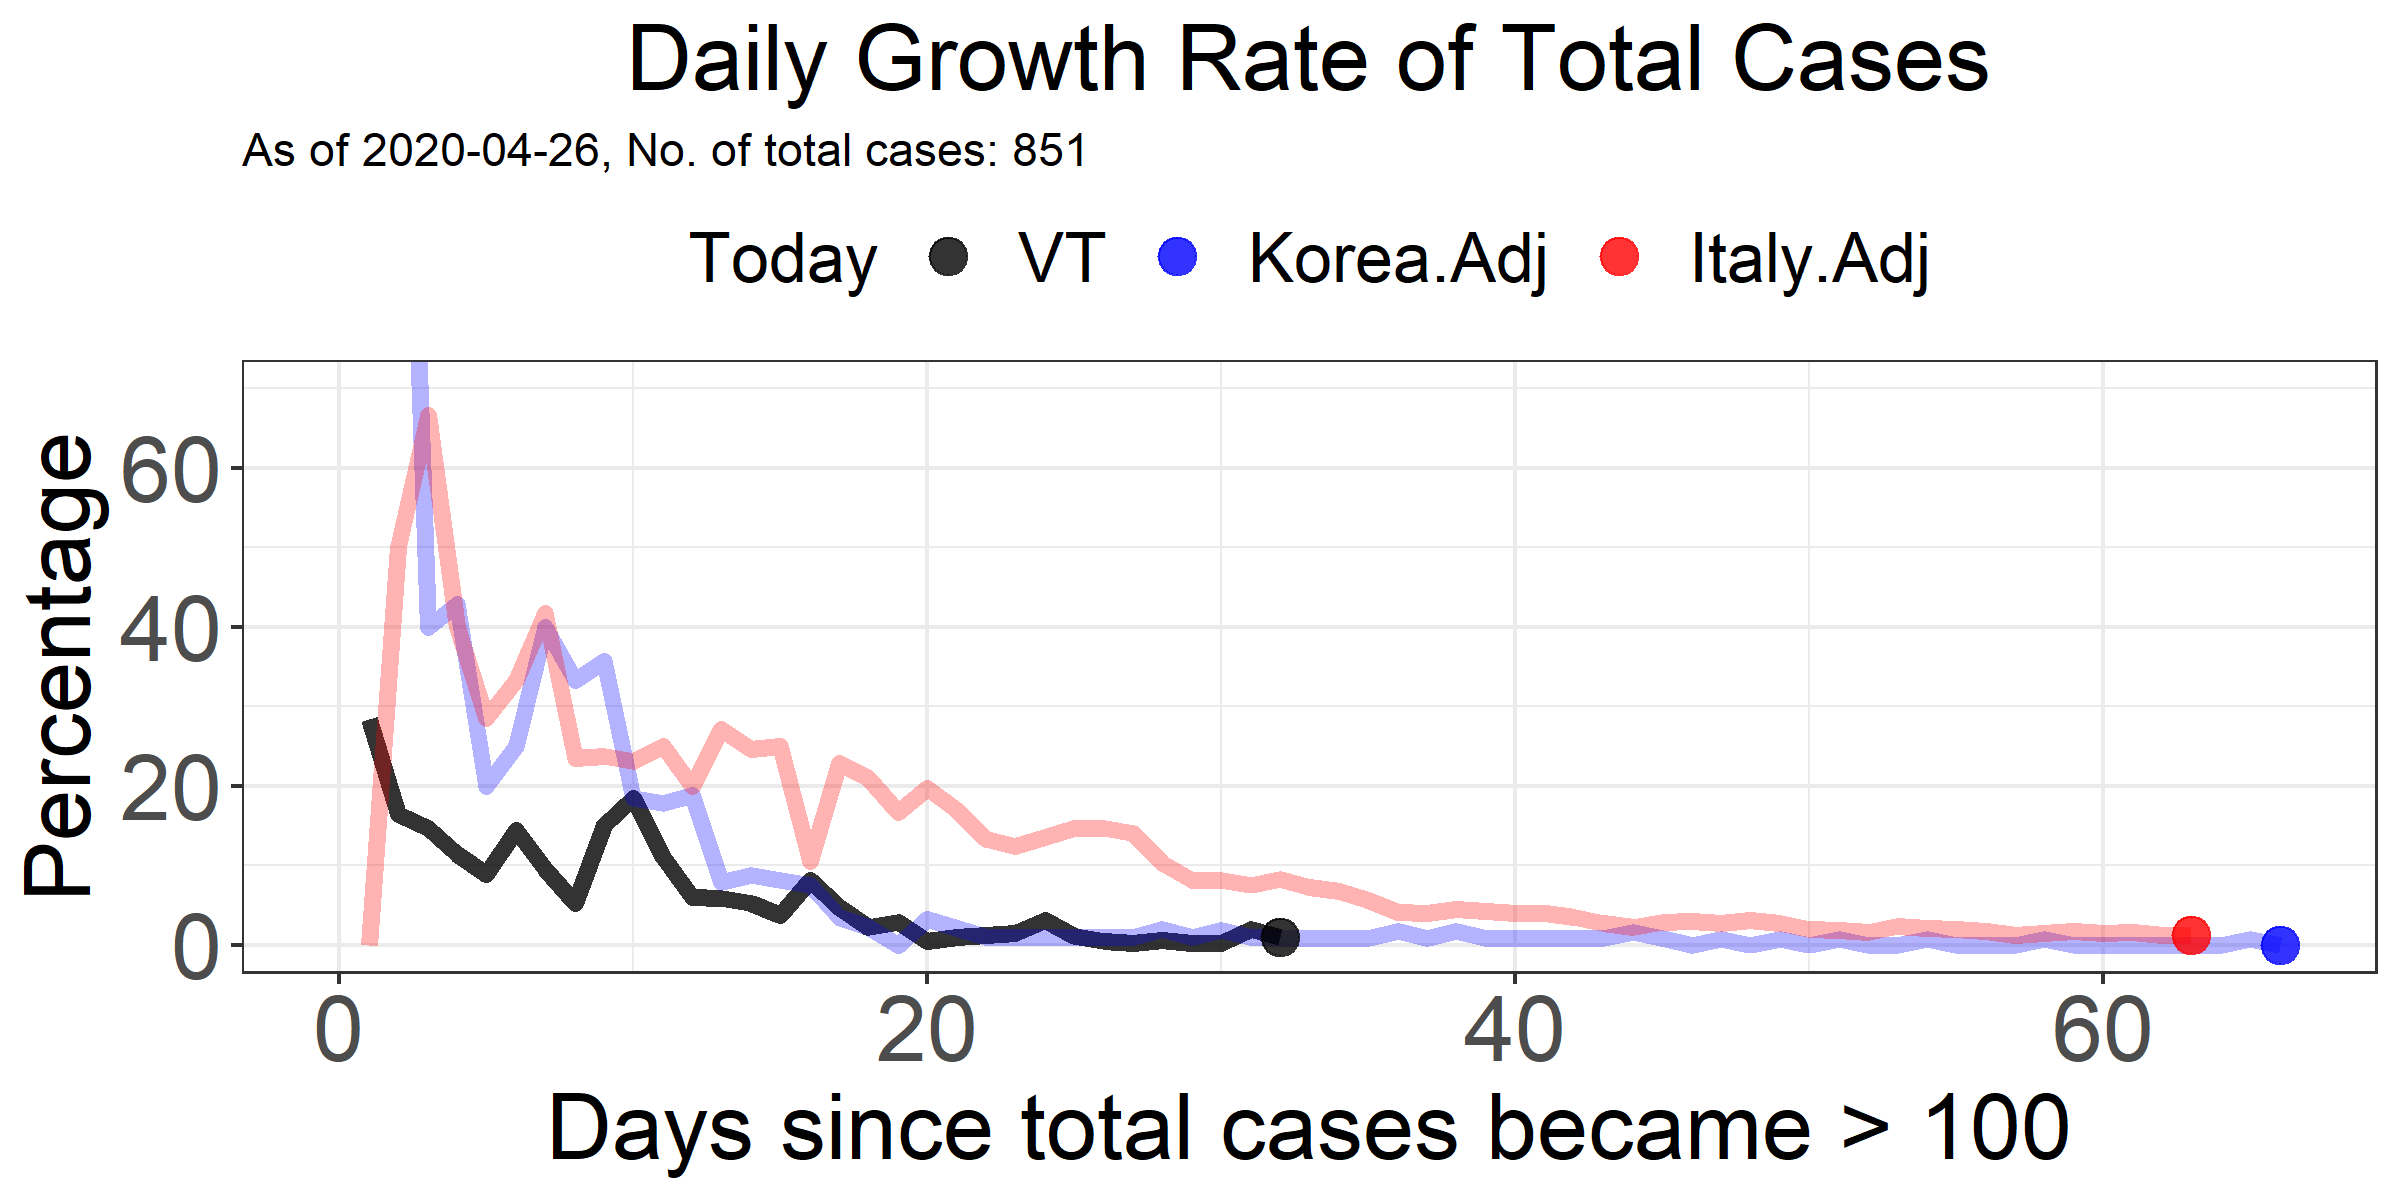 Daily Growth Rate of Total Cases
As of 2020-04-26, No. of total cases: 851
Today VT Korea.Adj Italy.Adj
Percentage
60
40
20
0
0 20 40 60
Days since total cases became > 100